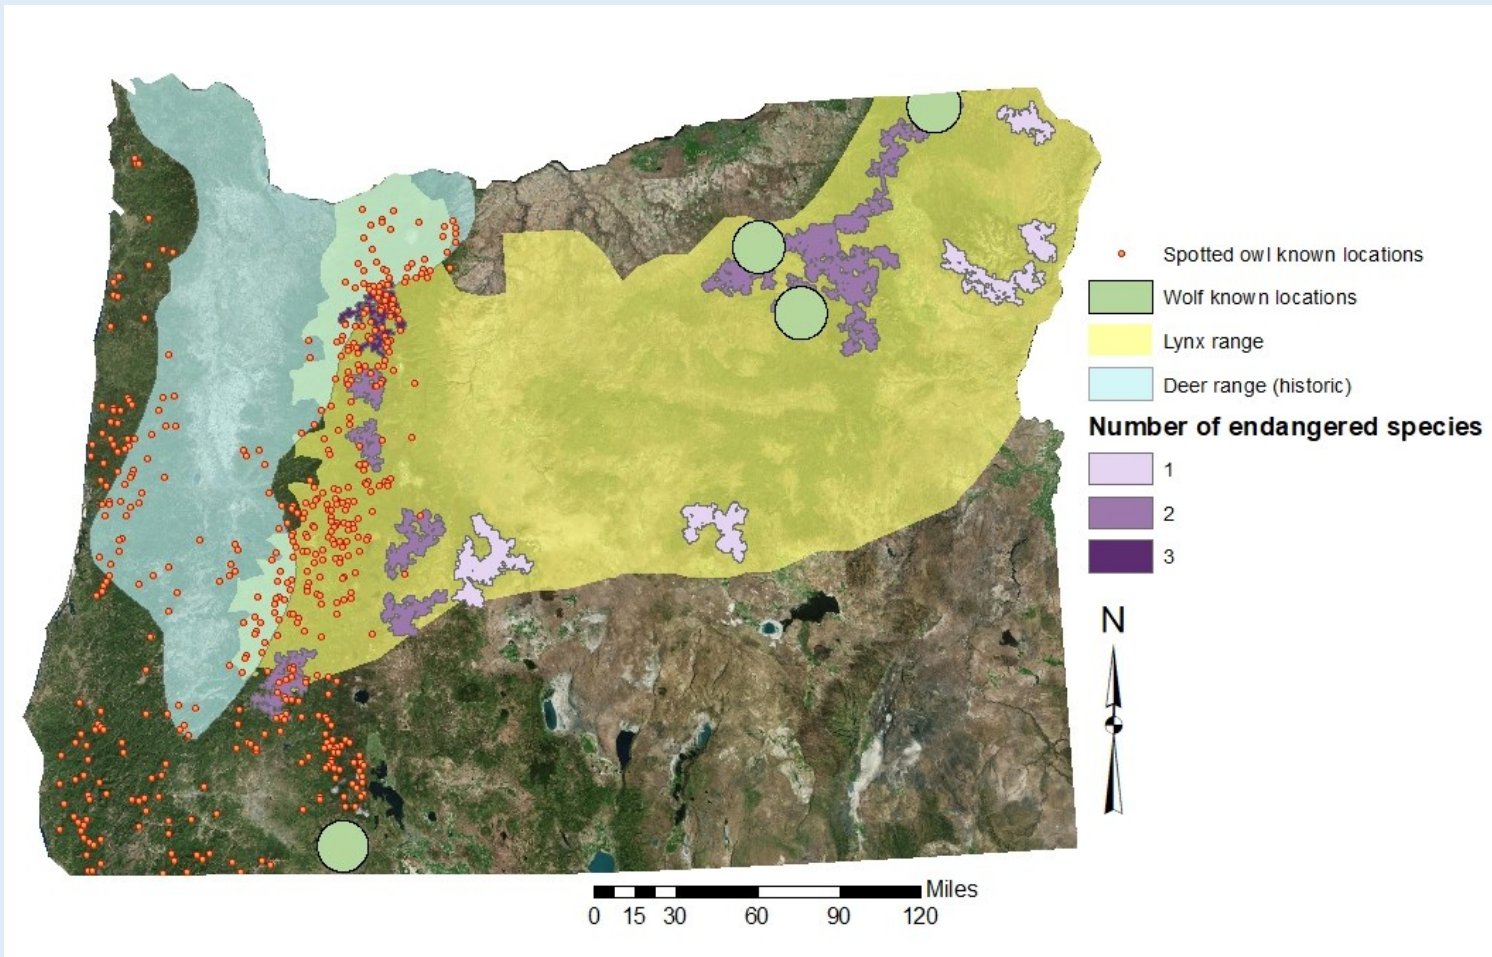 Spotted owl known locations
Wolf known locations
Lynx range
Deer range (historic)
Number of endangered species
1
2
3
N
Miles
0 15 30 60 90 120